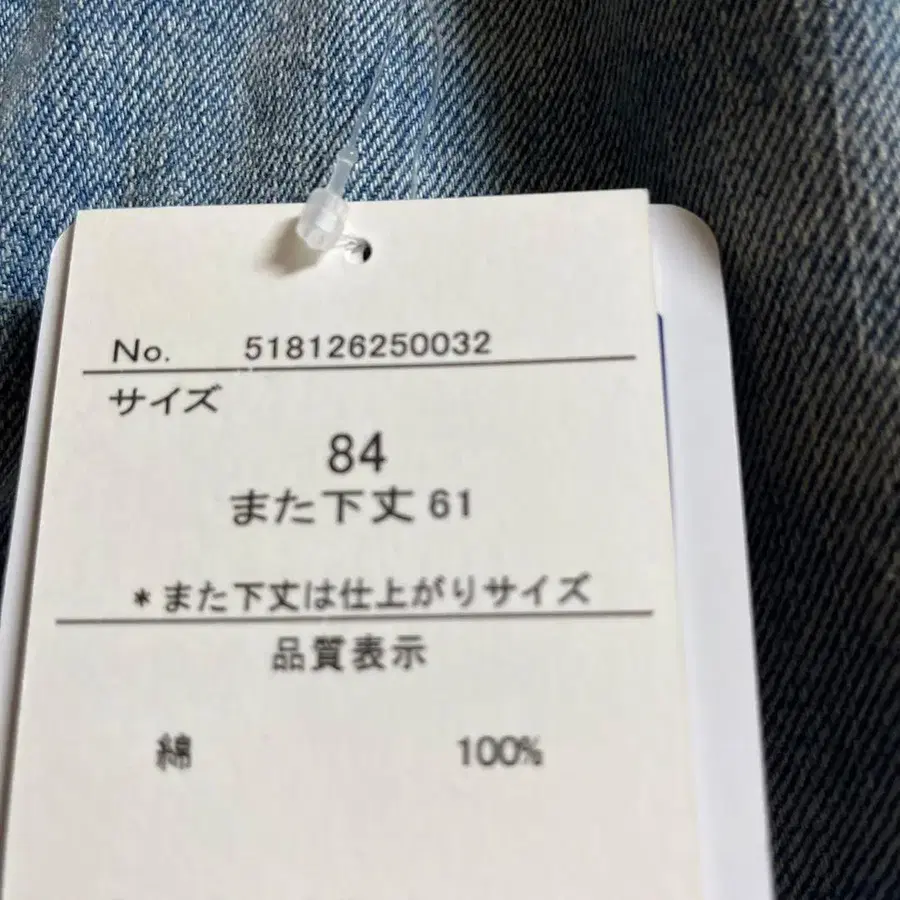 No. 518126250032
サイズ
84
また下丈 61
*また下丈は仕上がりサイズ
品質表示
綿 100%